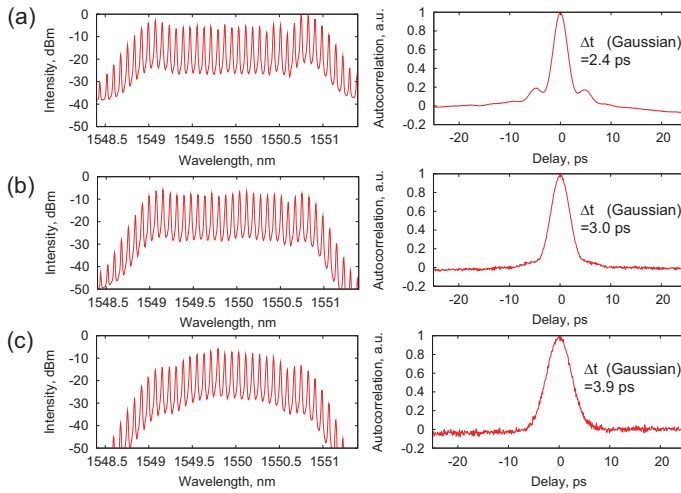 (a)
Intensity, dBm
0
-10
-20
-30
-40
-50
1548.5 1549 1549.5 1550 1550.5 1551
Wavelength, nm
Autocorrelation, a.u.
1
0.8
0.6
0.4
0.2
0
-0.2
-20 -10 0 10 20
Delay, ps
Δt (Gaussian)
=2.4 ps
(b)
Intensity, dBm
0
-10
-20
-30
-40
-50
1548.5 1549 1549.5 1550 1550.5 1551
Wavelength, nm
Autocorrelation, a.u.
1
0.8
0.6
0.4
0.2
0
-0.2
-20 -10 0 10 20
Delay, ps
Δt (Gaussian)
=3.0 ps
(c)
Intensity, dBm
0
-10
-20
-30
-40
-50
1548.5 1549 1549.5 1550 1550.5 1551
Wavelength, nm
Autocorrelation, a.u.
1
0.8
0.6
0.4
0.2
0
-0.2
-20 -10 0 10 20
Delay, ps
Δt (Gaussian)
=3.9 ps